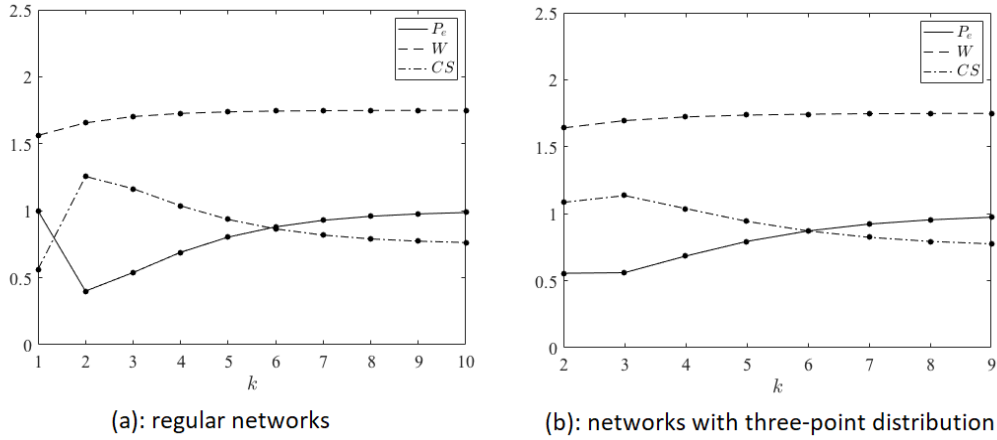 2.5
2
1.5
1
0.5
0
1 2 3 4 5 6 7 8 9 10
k
P_e
W
CS
(a): regular networks
2.5
2
1.5
1
0.5
0
2 3 4 5 6 7 8 9
k
P_e
W
CS
(b): networks with three-point distribution